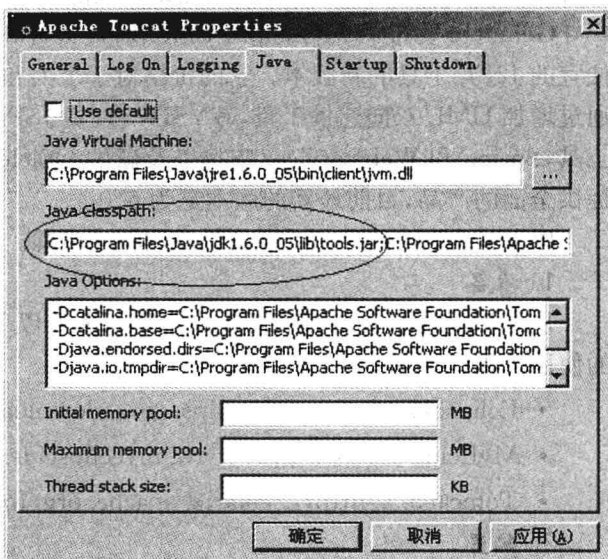 Apache Tomcat Properties
General Log On Logging Java Startup Shutdown
Use default
Java Virtual Machine:
C:\Program Files\Java\jre1.6.0_05\bin\client\jvm.dll ...
Java Classpath:
C:\Program Files\Java\jdk1.6.0_05\lib\tools.jar;C:\Program Files\Apache S
Java Options:
-Dcatalina.home=C:\Program Files\Apache Software Foundation\Tom
-Dcatalina.base=C:\Program Files\Apache Software Foundation\Tomc
-Djava.endorsed.dirs=C:\Program Files\Apache Software Foundation
-Djava.io.tmpdir=C:\Program Files\Apache Software Foundation\Tom
Initial memory pool: MB
Maximum memory pool: MB
Thread stack size: KB
确定 取消 应用(A)